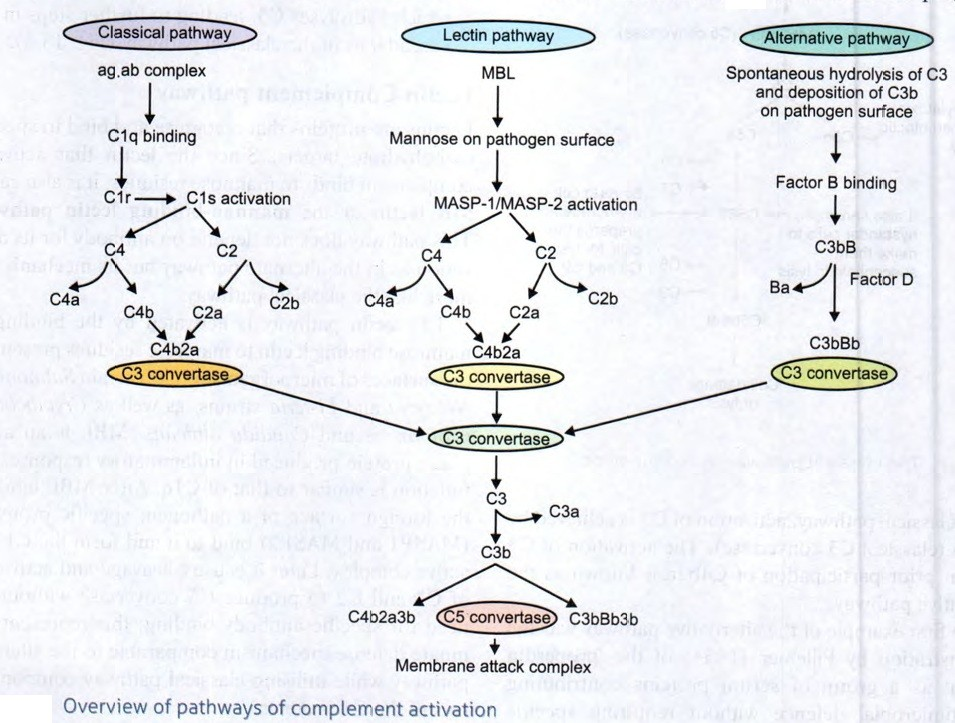 Classical pathway
Lectin pathway
Alternative pathway
ag,ab complex
MBL
Spontaneous hydrolysis of C3
and deposition of C3b
on pathogen surface
C1q binding
Mannose on pathogen surface
Factor B binding
C1r
C1s activation
MASP-1/MASP-2 activation
C4
C2
C4
C2
C3bB
C4a
C4b
C2a
C2b
C4a
C4b
C2a
C2b
Ba
Factor D
C4b2a
C4b2a
C3bBb
C3 convertase
C3 convertase
C3 convertase
C3 convertase
C3
C3a
C3b
C4b2a3b
C5 convertase
C3bBb3b
Membrane attack complex
Overview of pathways of complement activation